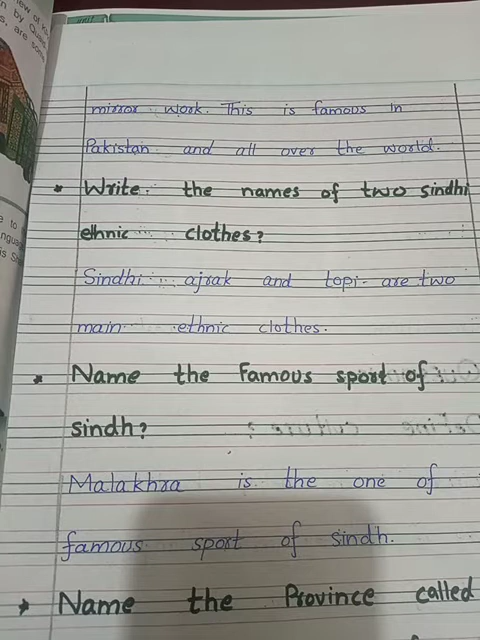 mirror work. This is famous in
Pakistan and all over the world.
* Write the names of two sindhi
ethnic clothes?
Sindhi ajrak and topi are two
main ethnic clothes.
* Name the Famous sport of
sindh?
Malakhra is the one of
famous sport of sindh.
* Name the Province called